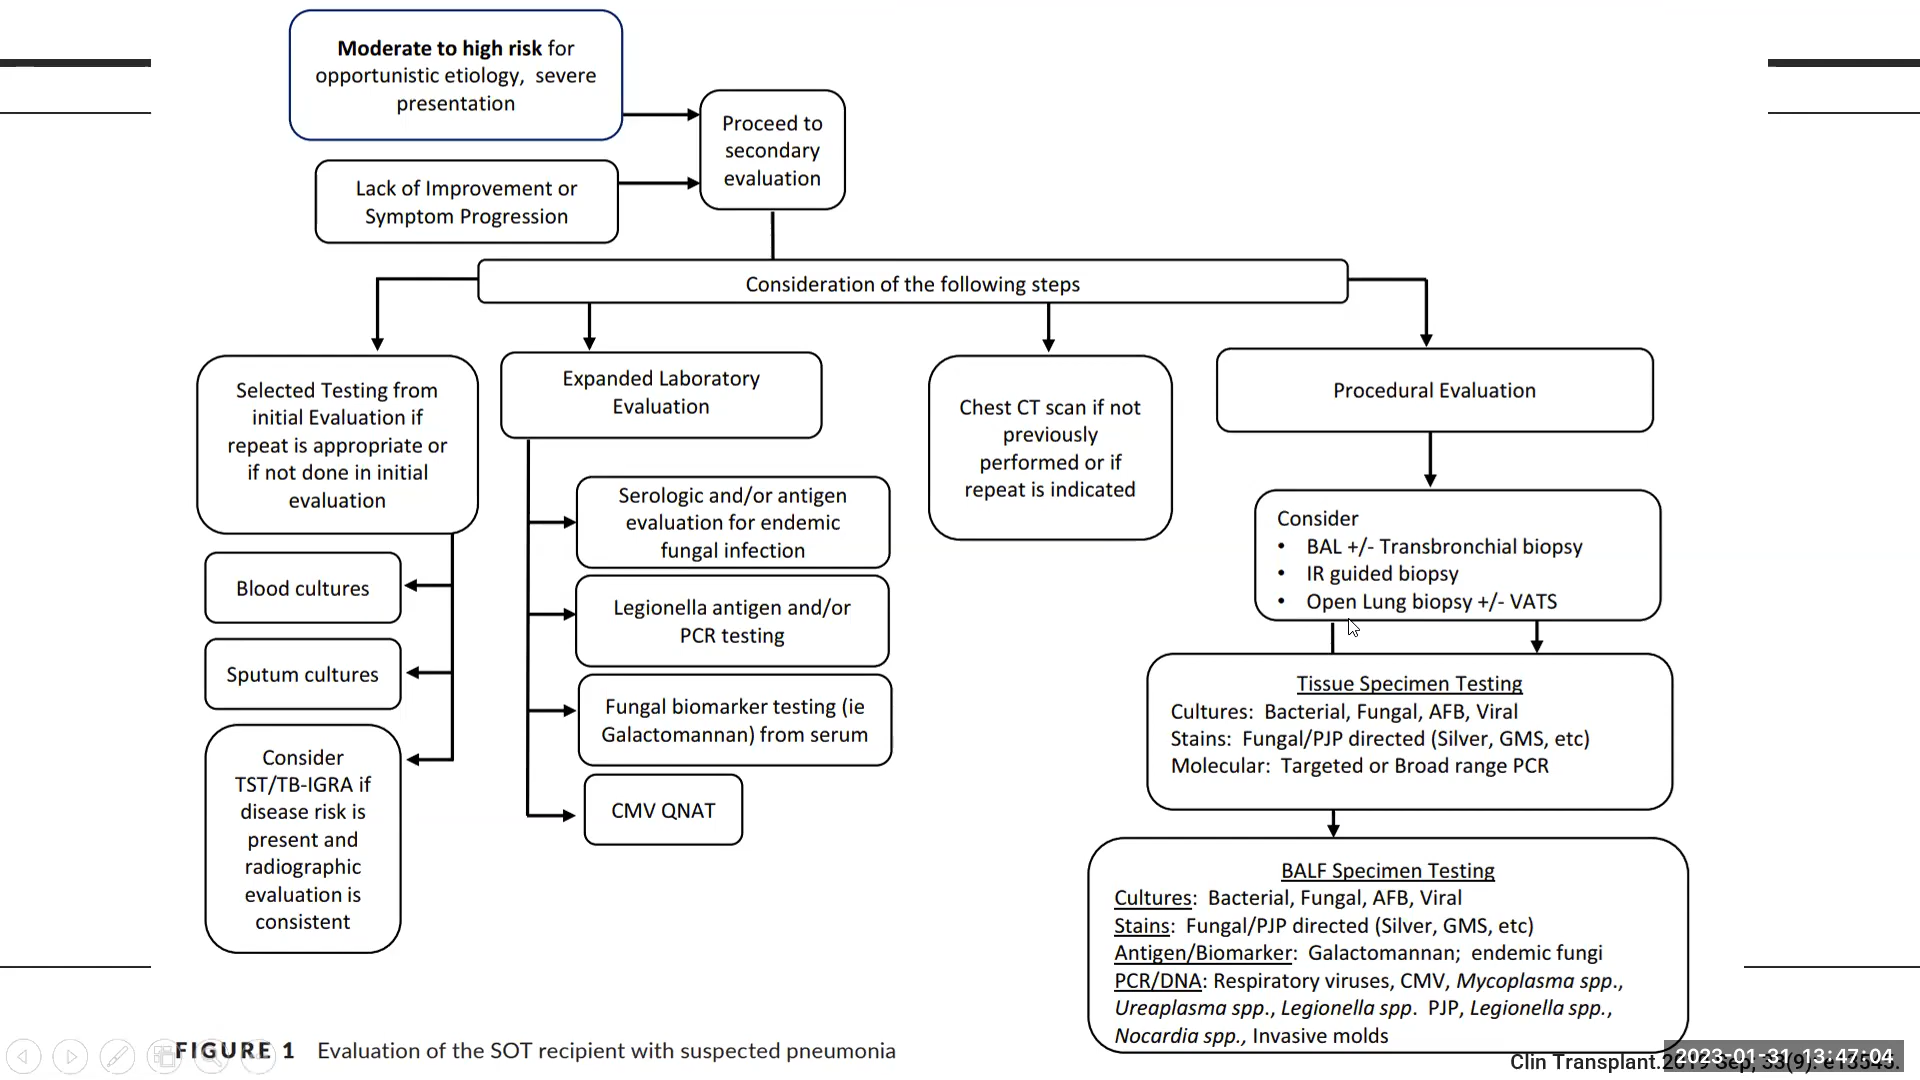 Moderate to high risk for
opportunistic etiology, severe
presentation
Lack of Improvement or
Symptom Progression
Proceed to
secondary
evaluation
Consideration of the following steps
Selected Testing from
initial Evaluation if
repeat is appropriate or
if not done in initial
evaluation
Blood cultures
Sputum cultures
Consider
TST/TB-IGRA if
disease risk is
present and
radiographic
evaluation is
consistent
Expanded Laboratory
Evaluation
Serologic and/or antigen
evaluation for endemic
fungal infection
Legionella antigen and/or
PCR testing
Fungal biomarker testing (ie
Galactomannan) from serum
CMV QNAT
Chest CT scan if not
previously
performed or if
repeat is indicated
Procedural Evaluation
Consider
• BAL +/- Transbronchial biopsy
• IR guided biopsy
• Open Lung biopsy +/- VATS
Tissue Specimen Testing
Cultures: Bacterial, Fungal, AFB, Viral
Stains: Fungal/PJP directed (Silver, GMS, etc)
Molecular: Targeted or Broad range PCR
BALF Specimen Testing
Cultures: Bacterial, Fungal, AFB, Viral
Stains: Fungal/PJP directed (Silver, GMS, etc)
Antigen/Biomarker: Galactomannan; endemic fungi
PCR/DNA: Respiratory viruses, CMV, Mycoplasma spp.,
Ureaplasma spp., Legionella spp. PJP, Legionella spp.,
Nocardia spp., Invasive molds
FIGURE 1 Evaluation of the SOT recipient with suspected pneumonia
Clin Transplant.
2023-01-31 13:47:04